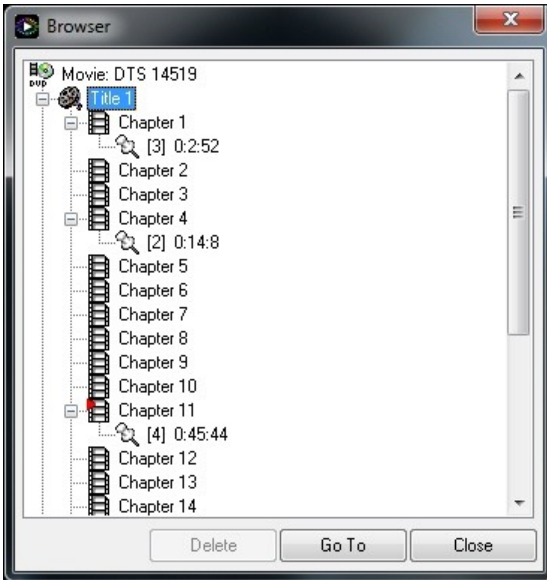 Browser
Movie: DTS 14519
Title 1
Chapter 1
[3] 0:2:52
Chapter 2
Chapter 3
Chapter 4
[2] 0:14:8
Chapter 5
Chapter 6
Chapter 7
Chapter 8
Chapter 9
Chapter 10
Chapter 11
[4] 0:45:44
Chapter 12
Chapter 13
Chapter 14
Delete Go To Close